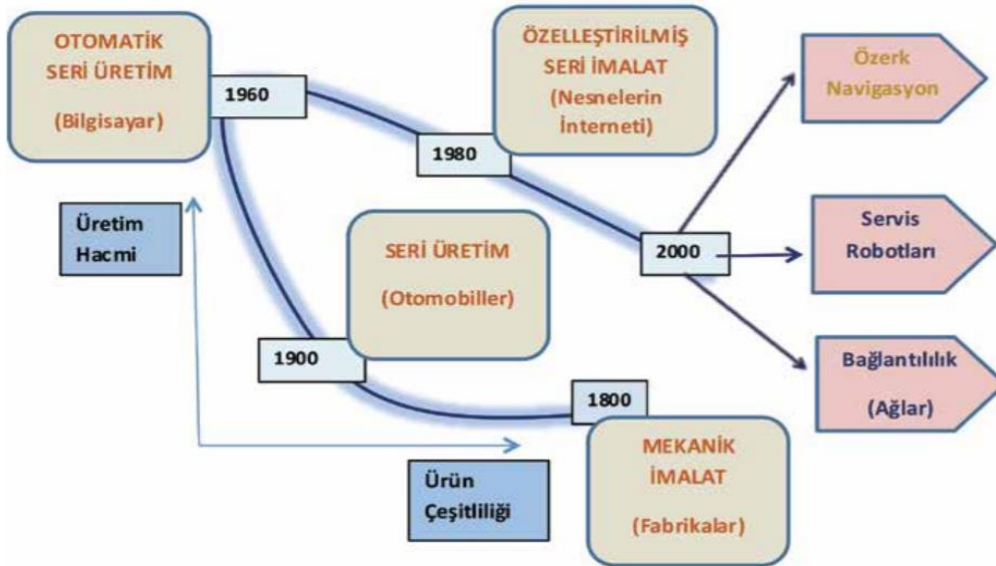 OTOMATİK
SERİ ÜRETİM
(Bilgisayar)
1960
ÖZELLEŞTİRİLMİŞ
SERİ İMALAT
(Nesnelerin
İnterneti)
1980
Özerk
Navigasyon
Üretim
Hacmi
SERİ ÜRETİM
(Otomobiller)
2000
Servis
Robotları
1900
Bağlantılılık
(Ağlar)
1800
MEKANİK
İMALAT
(Fabrikalar)
Ürün
Çeşitliliği